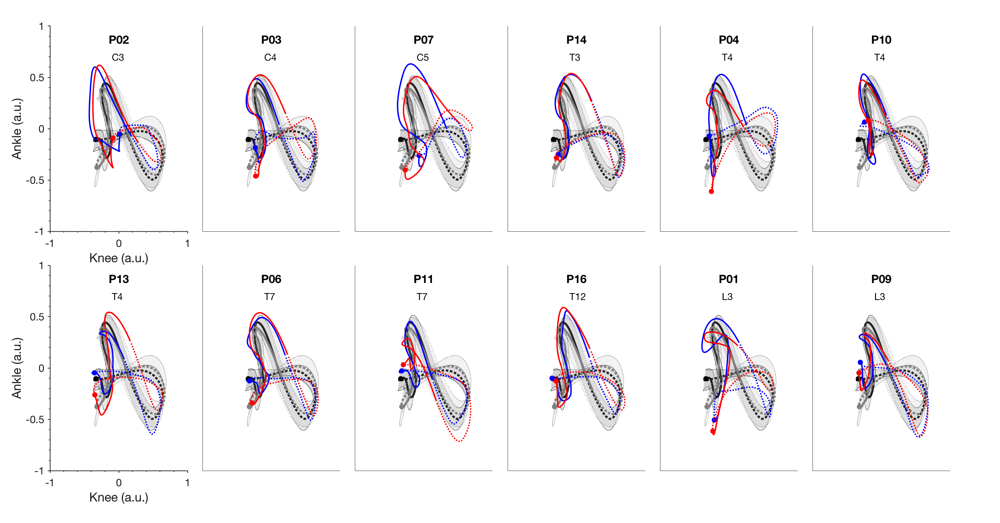 P02 P03 P07 P14 P04 P10
C3 C4 C5 T3 T4 T4
1
0.5
0
-0.5
-1
Ankle (a.u.)
-1 0 1
Knee (a.u.)
P13 P06 P11 P16 P01 P09
T4 T7 T7 T12 L3 L3
1
0.5
0
-0.5
-1
Ankle (a.u.)
-1 0 1
Knee (a.u.)